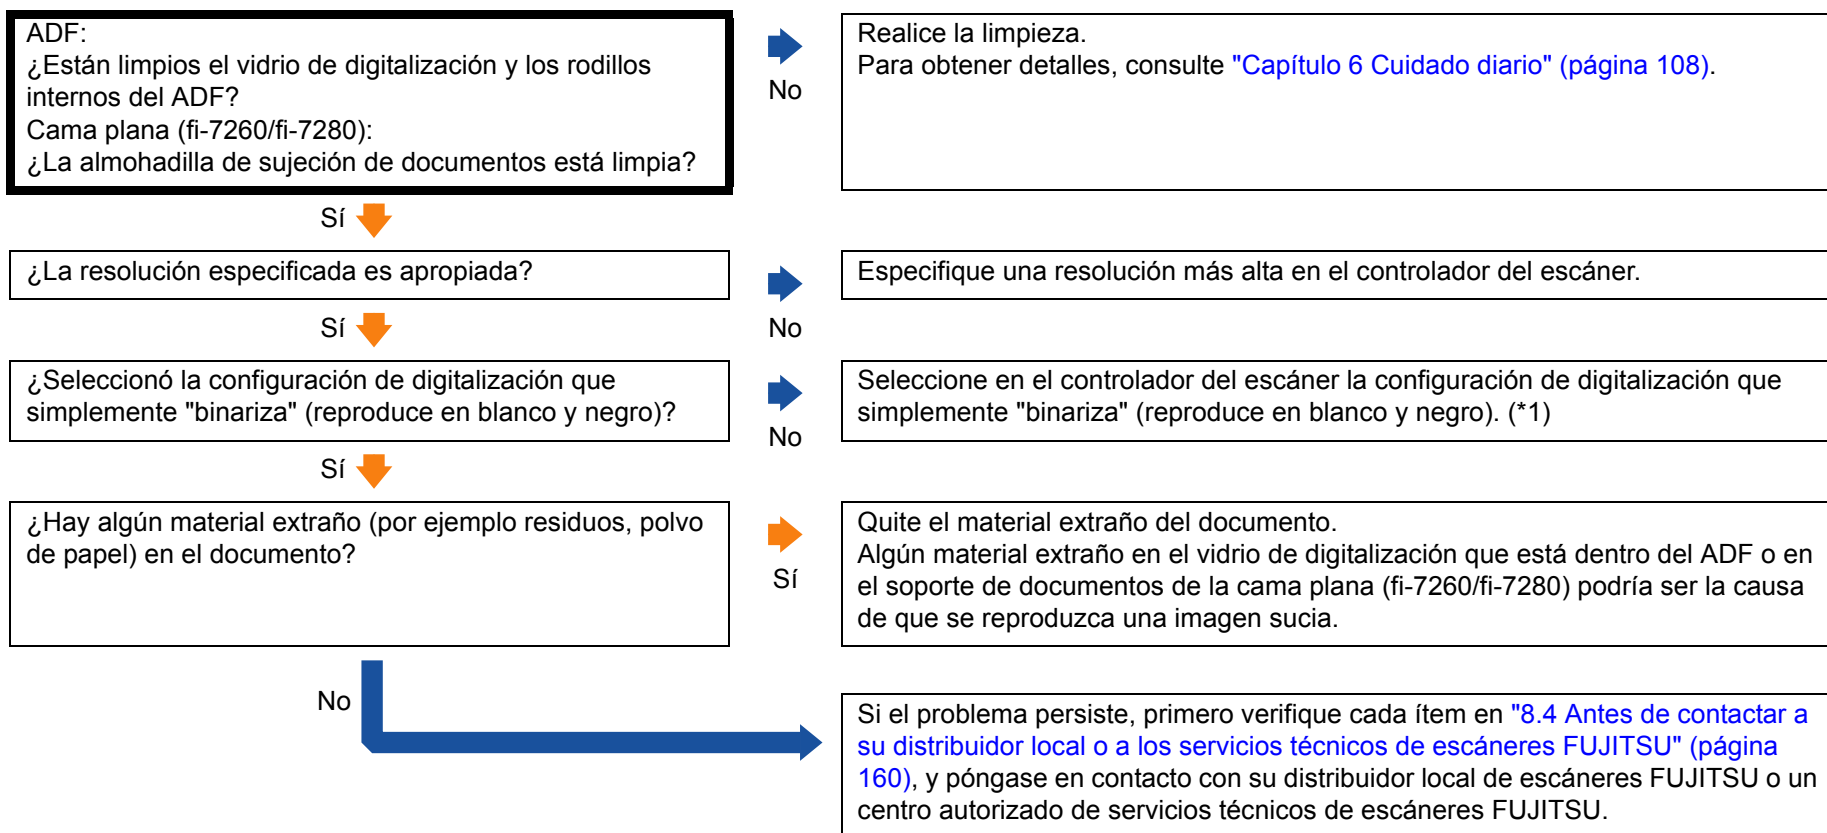 ADF:
¿Están limpios el vidrio de digitalización y los rodillos
internos del ADF?
Cama plana (fi-7260/fi-7280):
¿La almohadilla de sujeción de documentos está limpia?
No
Realice la limpieza.
Para obtener detalles, consulte "Capítulo 6 Cuidado diario" (página 108).
Sí
¿La resolución especificada es apropiada?
No
Especifique una resolución más alta en el controlador del escáner.
Sí
¿Seleccionó la configuración de digitalización que
simplemente "binariza" (reproduce en blanco y negro)?
No
Seleccione en el controlador del escáner la configuración de digitalización que
simplemente "binariza" (reproduce en blanco y negro). (*1)
Sí
¿Hay algún material extraño (por ejemplo residuos, polvo
de papel) en el documento?
Sí
Quite el material extraño del documento.
Algún material extraño en el vidrio de digitalización que está dentro del ADF o en
el soporte de documentos de la cama plana (fi-7260/fi-7280) podría ser la causa
de que se reproduzca una imagen sucia.
No
Si el problema persiste, primero verifique cada ítem en "8.4 Antes de contactar a
su distribuidor local o a los servicios técnicos de escáneres FUJITSU" (página
160), y póngase en contacto con su distribuidor local de escáneres FUJITSU o un
centro autorizado de servicios técnicos de escáneres FUJITSU.